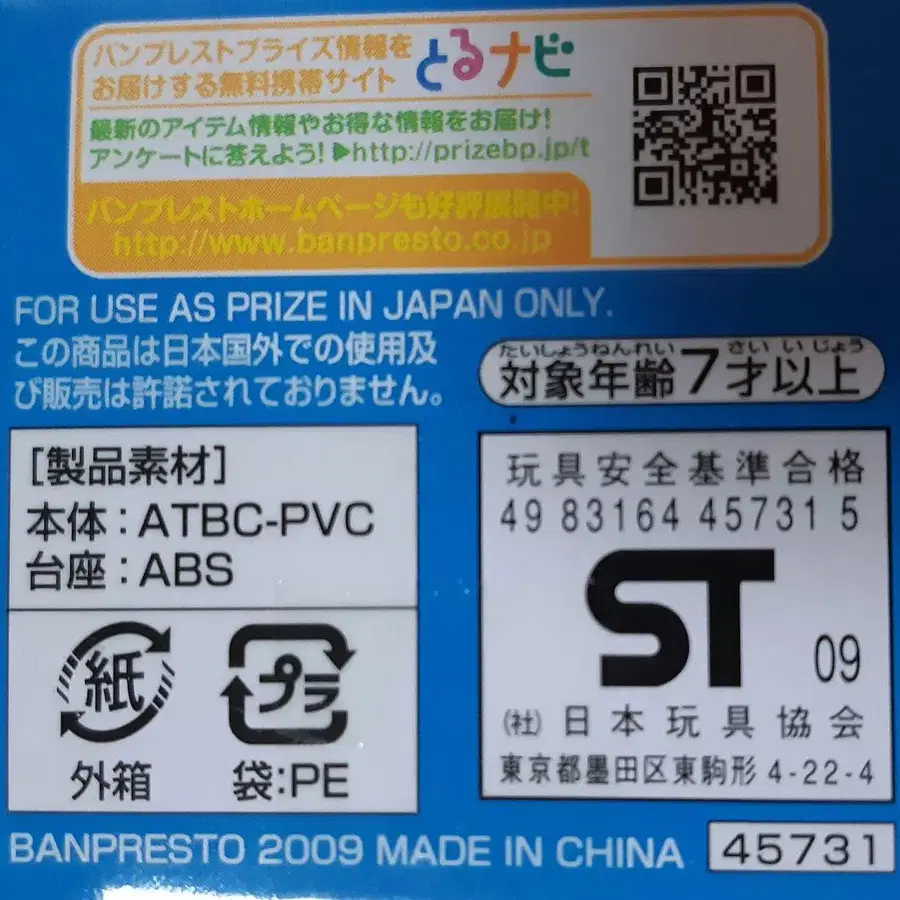 バンプレストプライズ情報を
お届けする無料携帯サイト
とるナビ
最新のアイテム情報やお得な情報をお届け!
アンケートに答えよう!▶http://prizebp.jp/t
バンプレストホームページも好評展開中!
http://www.banpresto.co.jp
FOR USE AS PRIZE IN JAPAN ONLY.
この商品は日本国外での使用及
び販売は許諾されておりません。
たいしょうねんれい さい いじょう
対象年齢7才以上
[製品素材]
本体:ATBC-PVC
台座:ABS
紙
外箱
プラ
袋:PE
玩具安全基準合格
49 83164 45731 5
ST
09
(社)日本玩具協会
東京都墨田区東駒形4-22-4
BANPRESTO 2009 MADE IN CHINA
45731